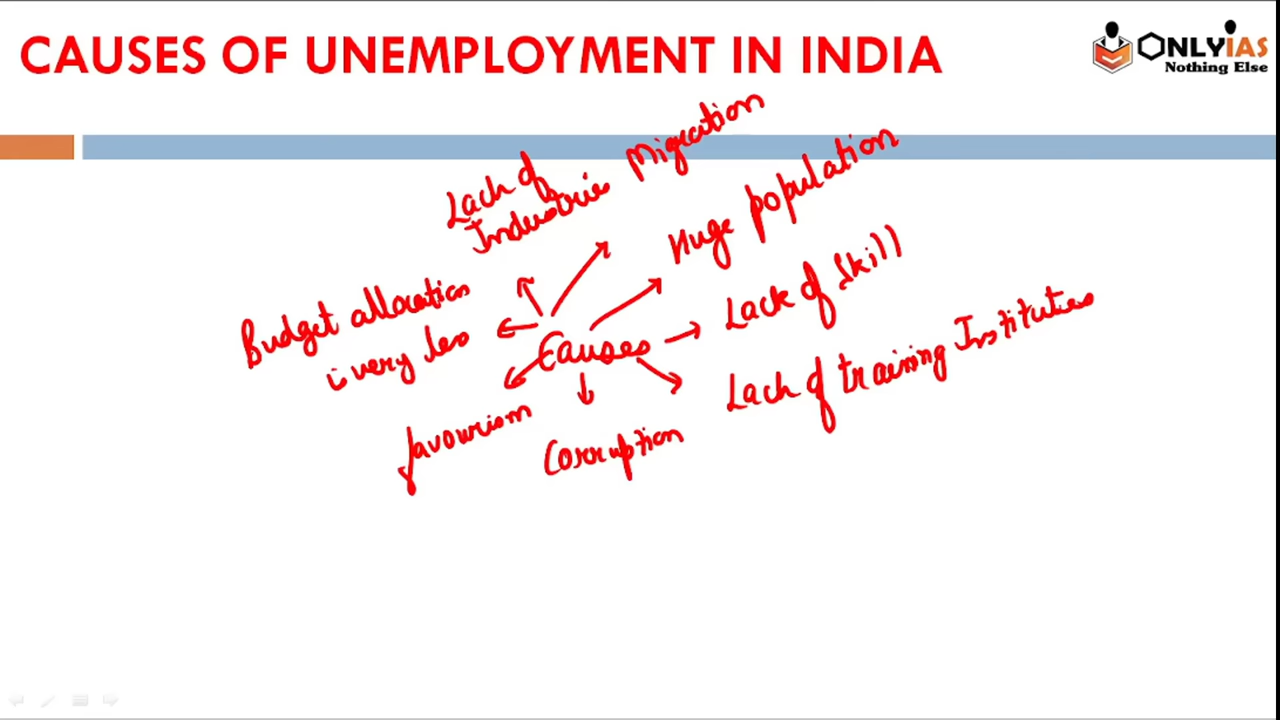 CAUSES OF UNEMPLOYMENT IN INDIA
ONLYIAS
Nothing Else
Lack of
Industries
Migration
Huge population
Lack of Skill
Lack of training Institutes
Corruption
favourism
Budget allocation
is very less
Causes